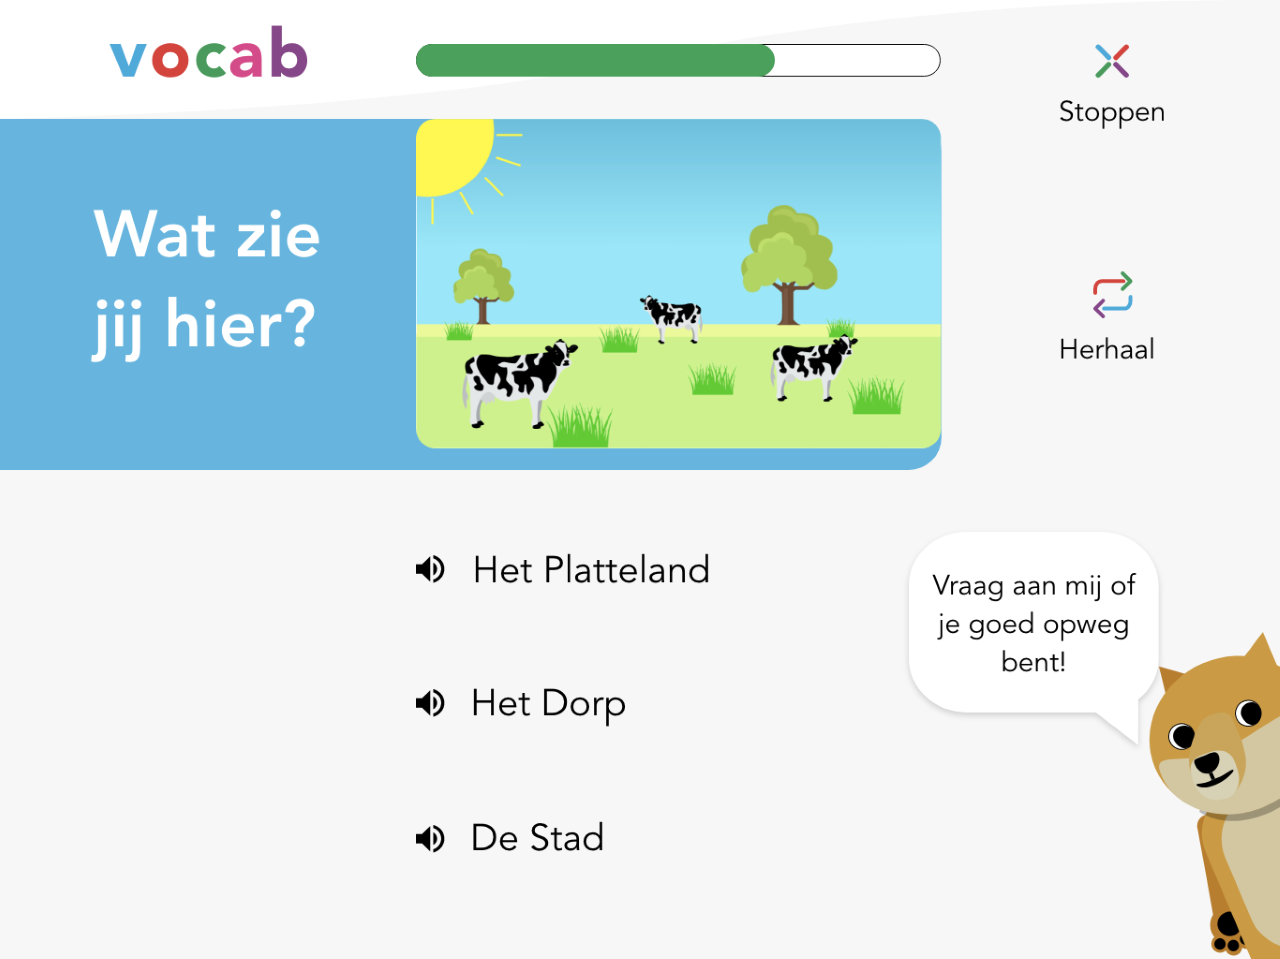 vocab
Stoppen
Wat zie
jij hier?
Herhaal
Het Platteland
Het Dorp
De Stad
Vraag aan mij of
je goed opweg
bent!